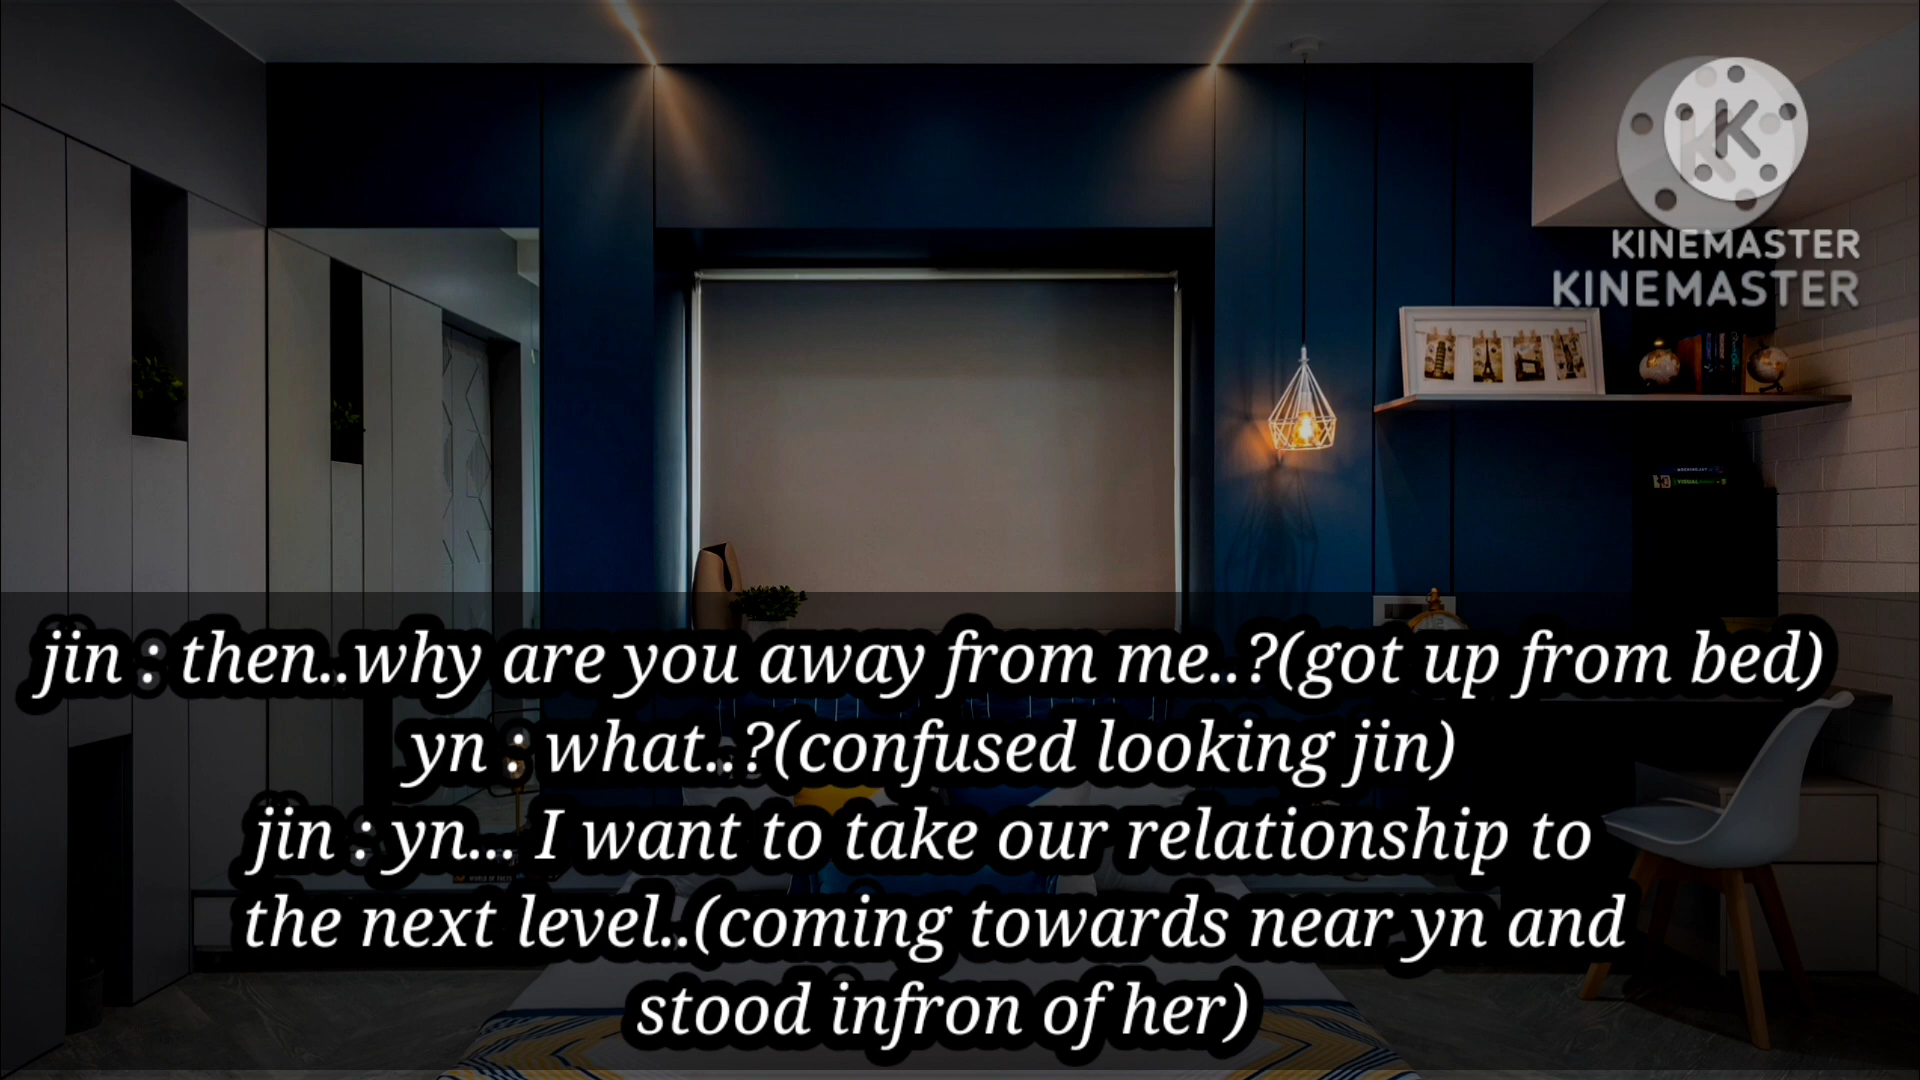 KINEMASTER
KINEMASTER
jin : then..why are you away from me..?(got up from bed)
yn : what..?(confused looking jin)
jin : yn... I want to take our relationship to
the next level..(coming towards near yn and
stood infron of her)